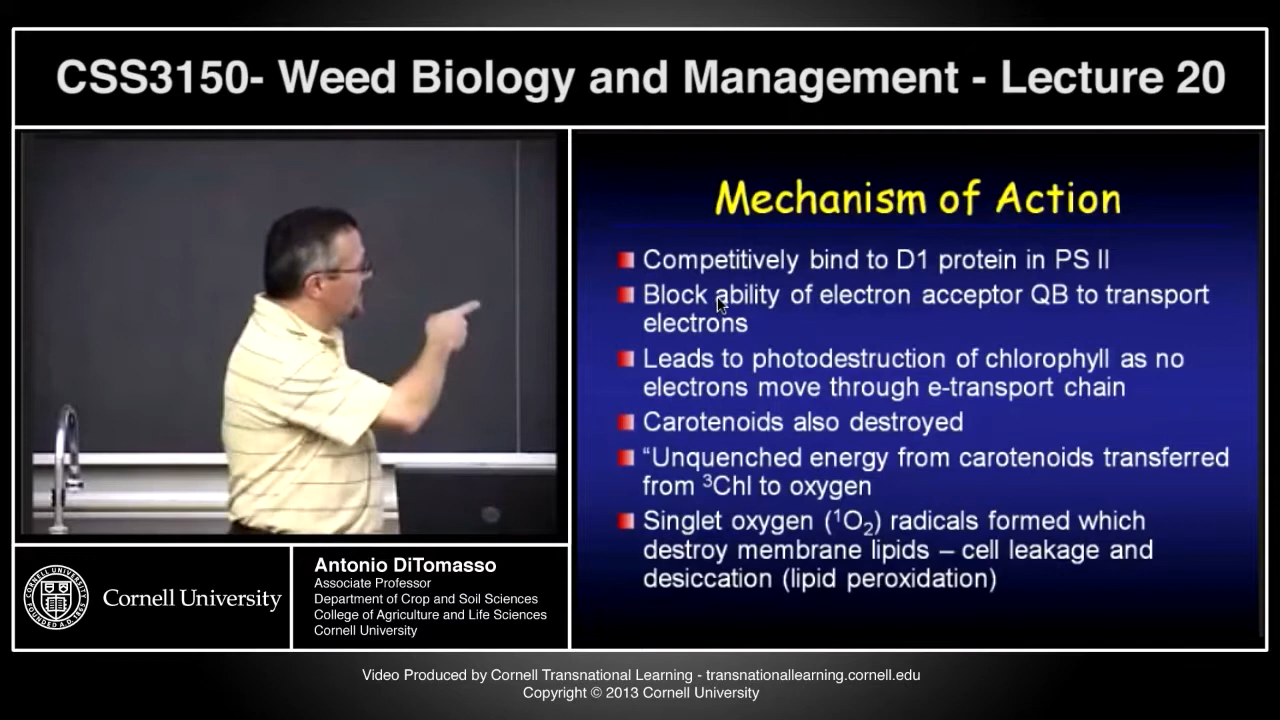 CSS3150- Weed Biology and Management - Lecture 20
Mechanism of Action
Competitively bind to D1 protein in PS II
Block ability of electron acceptor QB to transport
electrons
Leads to photodestruction of chlorophyll as no
electrons move through e-transport chain
Carotenoids also destroyed
“Unquenched energy from carotenoids transferred
from ³Chl to oxygen
Singlet oxygen (¹O₂) radicals formed which
destroy membrane lipids – cell leakage and
desiccation (lipid peroxidation)
Cornell University
Antonio DiTomasso
Associate Professor
Department of Crop and Soil Sciences
College of Agriculture and Life Sciences
Cornell University
Video Produced by Cornell Transnational Learning - transnationallearning.cornell.edu
Copyright © 2013 Cornell University